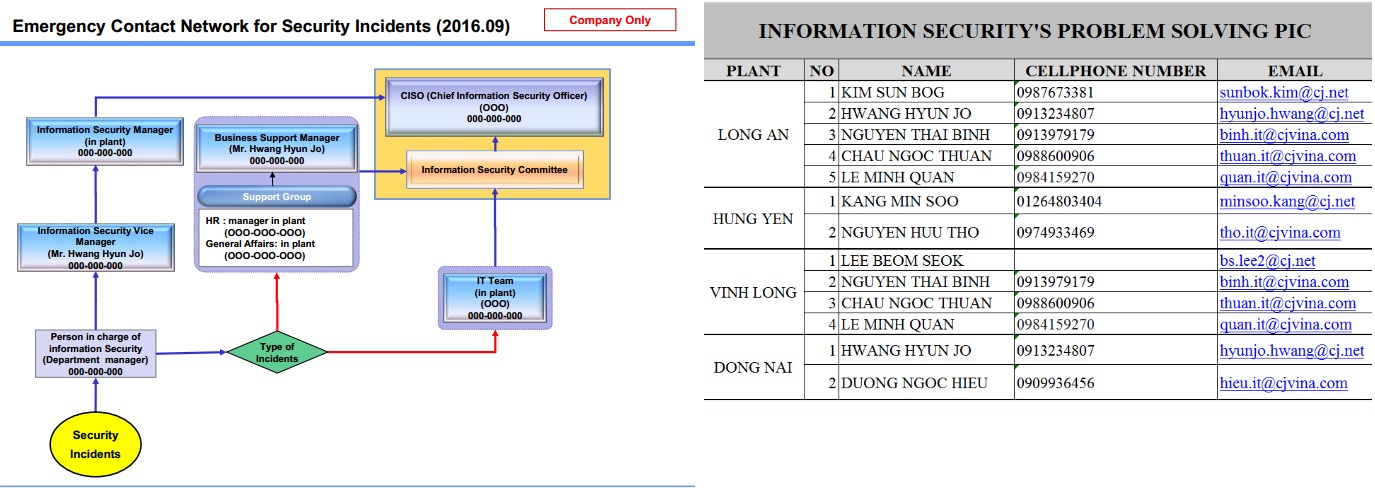 Emergency Contact Network for Security Incidents (2016.09)
Company Only
CISO (Chief Information Security Officer)
(OOO)
000-000-000
Information Security Committee
Information Security Manager
(in plant)
000-000-000
Business Support Manager
(Mr. Hwang Hyun Jo)
000-000-000
Support Group
HR : manager in plant
(OOO-OOO-OOO)
General Affairs: in plant
(OOO-OOO-OOO)
Information Security Vice
Manager
(Mr. Hwang Hyun Jo)
000-000-000
IT Team
(in plant)
(OOO)
000-000-000
Person in charge of
information Security
(Department manager)
000-000-000
Type of
Incidents
Security
Incidents
INFORMATION SECURITY'S PROBLEM SOLVING PIC
PLANT NO NAME CELLPHONE NUMBER EMAIL
LONG AN
1 KIM SUN BOG 0987673381 sunbok.kim@cj.net
2 HWANG HYUN JO 0913234807 hyunjo.hwang@cj.net
3 NGUYEN THAI BINH 0913979179 binh.it@cjvina.com
4 CHAU NGOC THUAN 0988600906 thuan.it@cjvina.com
5 LE MINH QUAN 0984159270 quan.it@cjvina.com
HUNG YEN
1 KANG MIN SOO 01264803404 minsoo.kang@cj.net
2 NGUYEN HUU THO 0974933469 tho.it@cjvina.com
VINH LONG
1 LEE BEOM SEOK bs.lee2@cj.net
2 NGUYEN THAI BINH 0913979179 binh.it@cjvina.com
3 CHAU NGOC THUAN 0988600906 thuan.it@cjvina.com
4 LE MINH QUAN 0984159270 quan.it@cjvina.com
DONG NAI
1 HWANG HYUN JO 0913234807 hyunjo.hwang@cj.net
2 DUONG NGOC HIEU 0909936456 hieu.it@cjvina.com